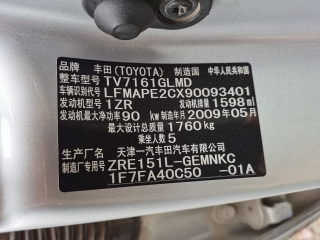 品牌 丰田(TOYOTA) 制造国 中华人民共和国
整车型号 TV7161GLMD
车辆识别代号 LFMAPE2CX90093401
发动机型号 1ZR 发动机排量 1598 ml
发动机最大净功率 90 kW 制造年月 2009年05月
最大设计总质量 1760kg
乘坐人数 5
生产厂名 天津一汽丰田汽车有限公司
制造厂专用号 ZRE151L-GEMNKC
1F7FA40C50 -01A